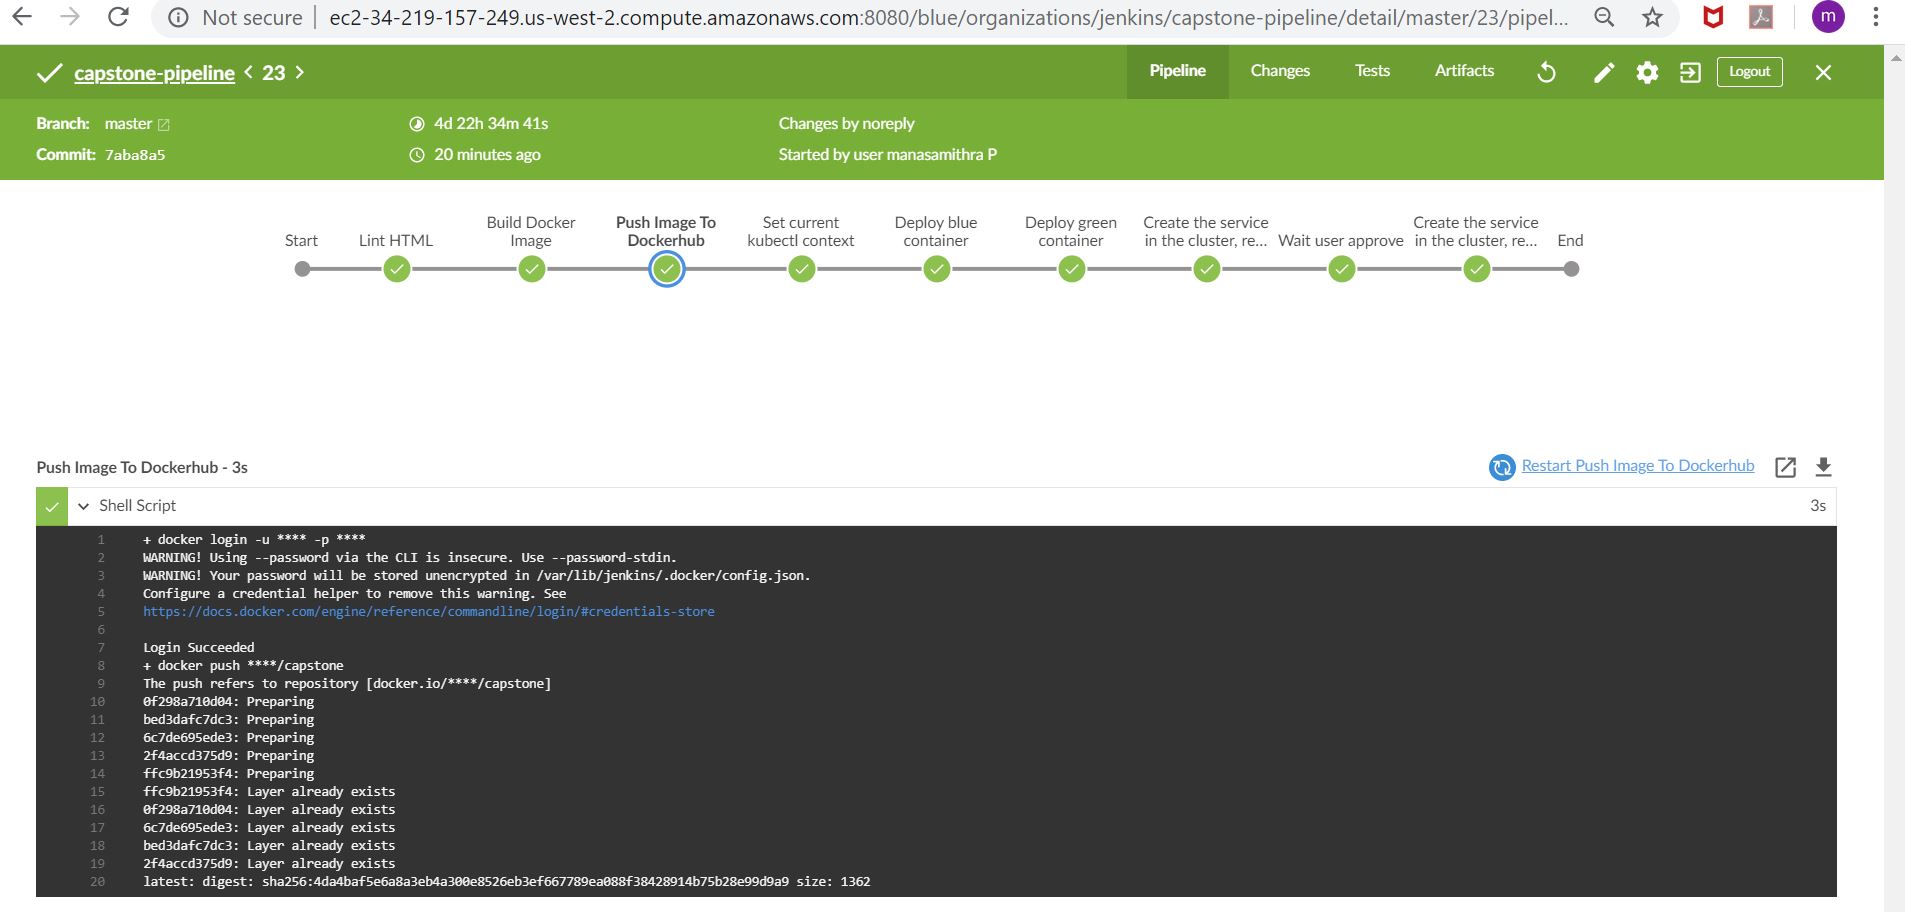 Not secure | ec2-34-219-157-249.us-west-2.compute.amazonaws.com:8080/blue/organizations/jenkins/capstone-pipeline/detail/master/23/pipel... m
capstone-pipeline < 23 > Pipeline Changes Tests Artifacts Logout
Branch: master 4d 22h 34m 41s Changes by noreply
Commit: 7aba8a5 20 minutes ago Started by user manasamithra P
Start
Lint HTML
Build Docker
Image
Push Image To
Dockerhub
Set current
kubectl context
Deploy blue
container
Deploy green
container
Create the service
in the cluster, re...
Wait user approve
Create the service
in the cluster, re...
End
Push Image To Dockerhub - 3s Restart Push Image To Dockerhub
Shell Script 3s
1 + docker login -u **** -p ****
2 WARNING! Using --password via the CLI is insecure. Use --password-stdin.
3 WARNING! Your password will be stored unencrypted in /var/lib/jenkins/.docker/config.json.
4 Configure a credential helper to remove this warning. See
5 https://docs.docker.com/engine/reference/commandline/login/#credentials-store
6
7 Login Succeeded
8 + docker push ****/capstone
9 The push refers to repository [docker.io/****/capstone]
10 0f298a710d04: Preparing
11 bed3dafc7dc3: Preparing
12 6c7de695ede3: Preparing
13 2f4accd375d9: Preparing
14 ffc9b21953f4: Preparing
15 ffc9b21953f4: Layer already exists
16 0f298a710d04: Layer already exists
17 6c7de695ede3: Layer already exists
18 bed3dafc7dc3: Layer already exists
19 2f4accd375d9: Layer already exists
20 latest: digest: sha256:4da4baf5e6a8a3eb4a300e8526eb3ef667789ea088f38428914b75b28e99d9a9 size: 1362